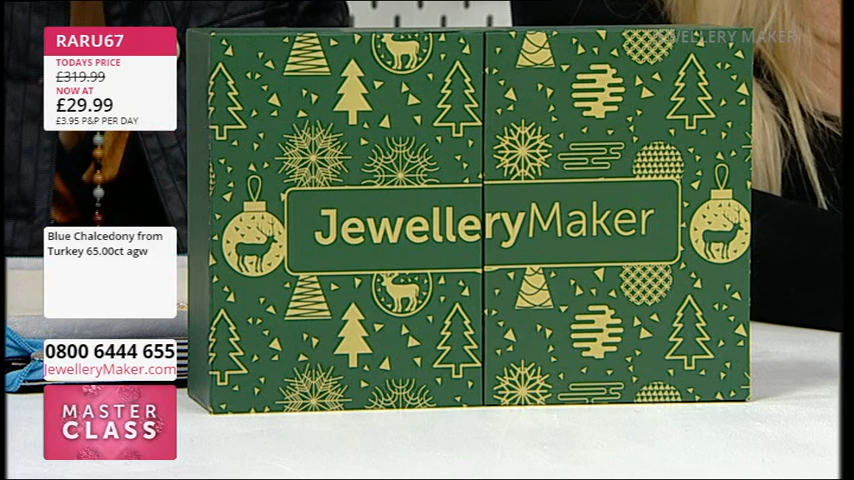 RARU67
TODAYS PRICE
£319.99
NOW AT
£29.99
£3.95 P&P PER DAY
Blue Chalcedony from
Turkey 65.00ct agw
0800 6444 655
JewelleryMaker.com
MASTER
CLASS
JewelleryMaker
JEWELLERY MAKER